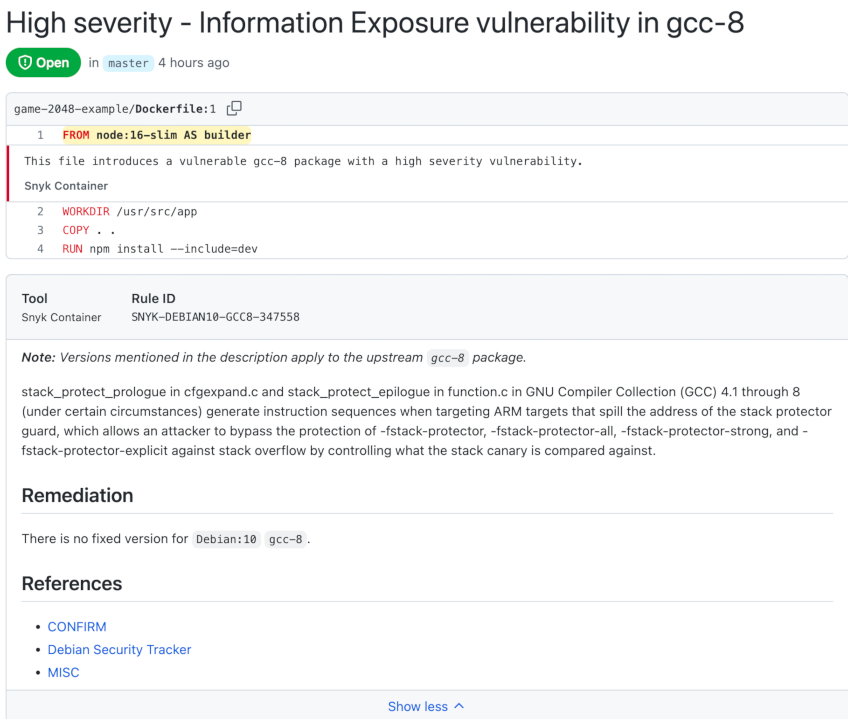 High severity - Information Exposure vulnerability in gcc-8
Open in master 4 hours ago
game-2048-example/Dockerfile:1
1 FROM node:16-slim AS builder
This file introduces a vulnerable gcc-8 package with a high severity vulnerability.
Snyk Container
2 WORKDIR /usr/src/app
3 COPY . .
4 RUN npm install --include=dev
Tool Rule ID
Snyk Container SNYK-DEBIAN10-GCC8-347558
Note: Versions mentioned in the description apply to the upstream gcc-8 package.
stack_protect_prologue in cfgexpand.c and stack_protect_epilogue in function.c in GNU Compiler Collection (GCC) 4.1 through 8
(under certain circumstances) generate instruction sequences when targeting ARM targets that spill the address of the stack protector
guard, which allows an attacker to bypass the protection of -fstack-protector, -fstack-protector-all, -fstack-protector-strong, and -
fstack-protector-explicit against stack overflow by controlling what the stack canary is compared against.
Remediation
There is no fixed version for Debian:10 gcc-8.
References
• CONFIRM
• Debian Security Tracker
• MISC
Show less